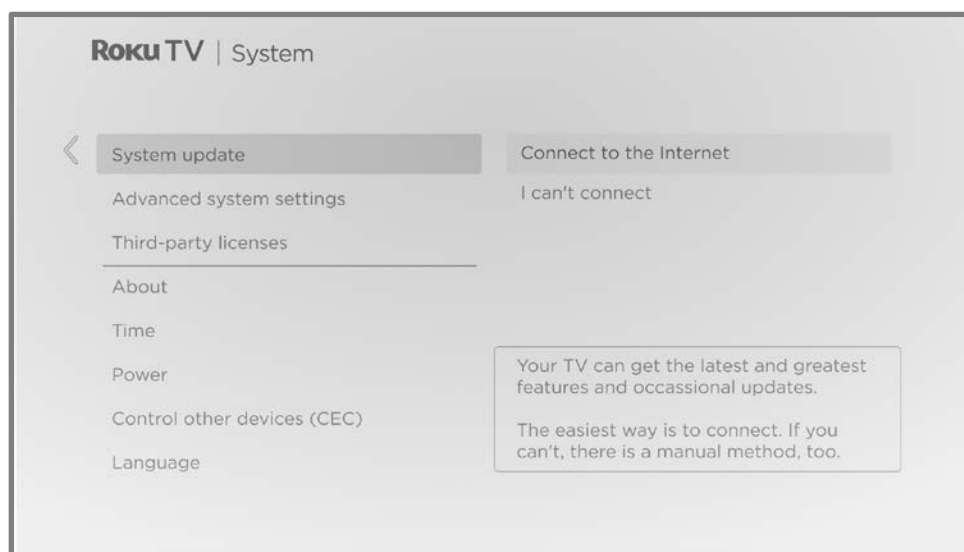 Roku TV | System
System update
Advanced system settings
Third-party licenses
About
Time
Power
Control other devices (CEC)
Language
Connect to the Internet
I can't connect
Your TV can get the latest and greatest
features and occassional updates.
The easiest way is to connect. If you
can't, there is a manual method, too.